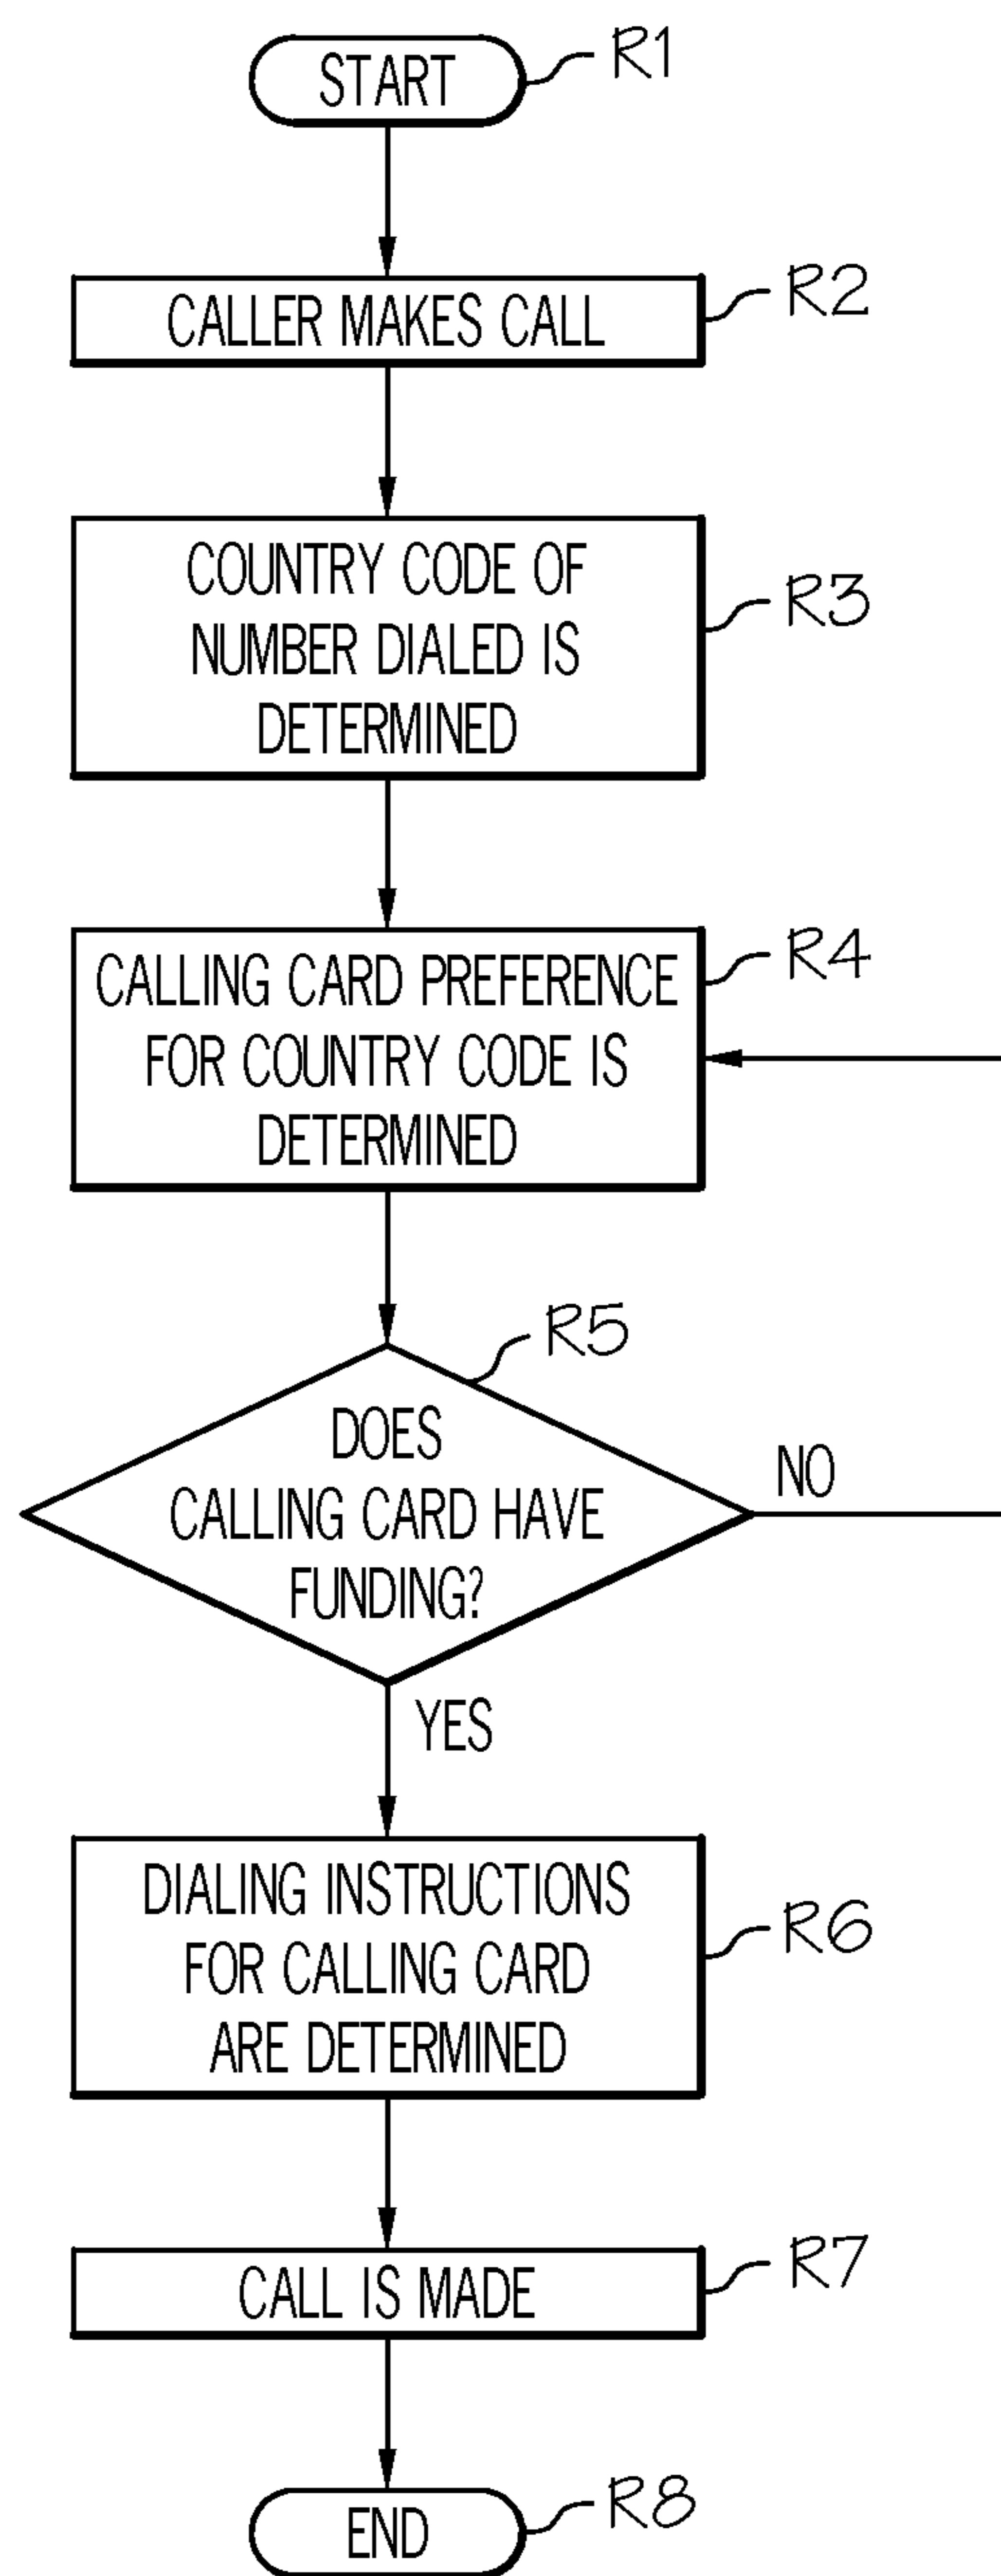 START
R1
CALLER MAKES CALL
R2
COUNTRY CODE OF
NUMBER DIALED IS
DETERMINED
R3
CALLING CARD PREFERENCE
FOR COUNTRY CODE IS
DETERMINED
R4
R5
DOES
CALLING CARD HAVE
FUNDING?
NO
YES
DIALING INSTRUCTIONS
FOR CALLING CARD
ARE DETERMINED
R6
CALL IS MADE
R7
END
R8